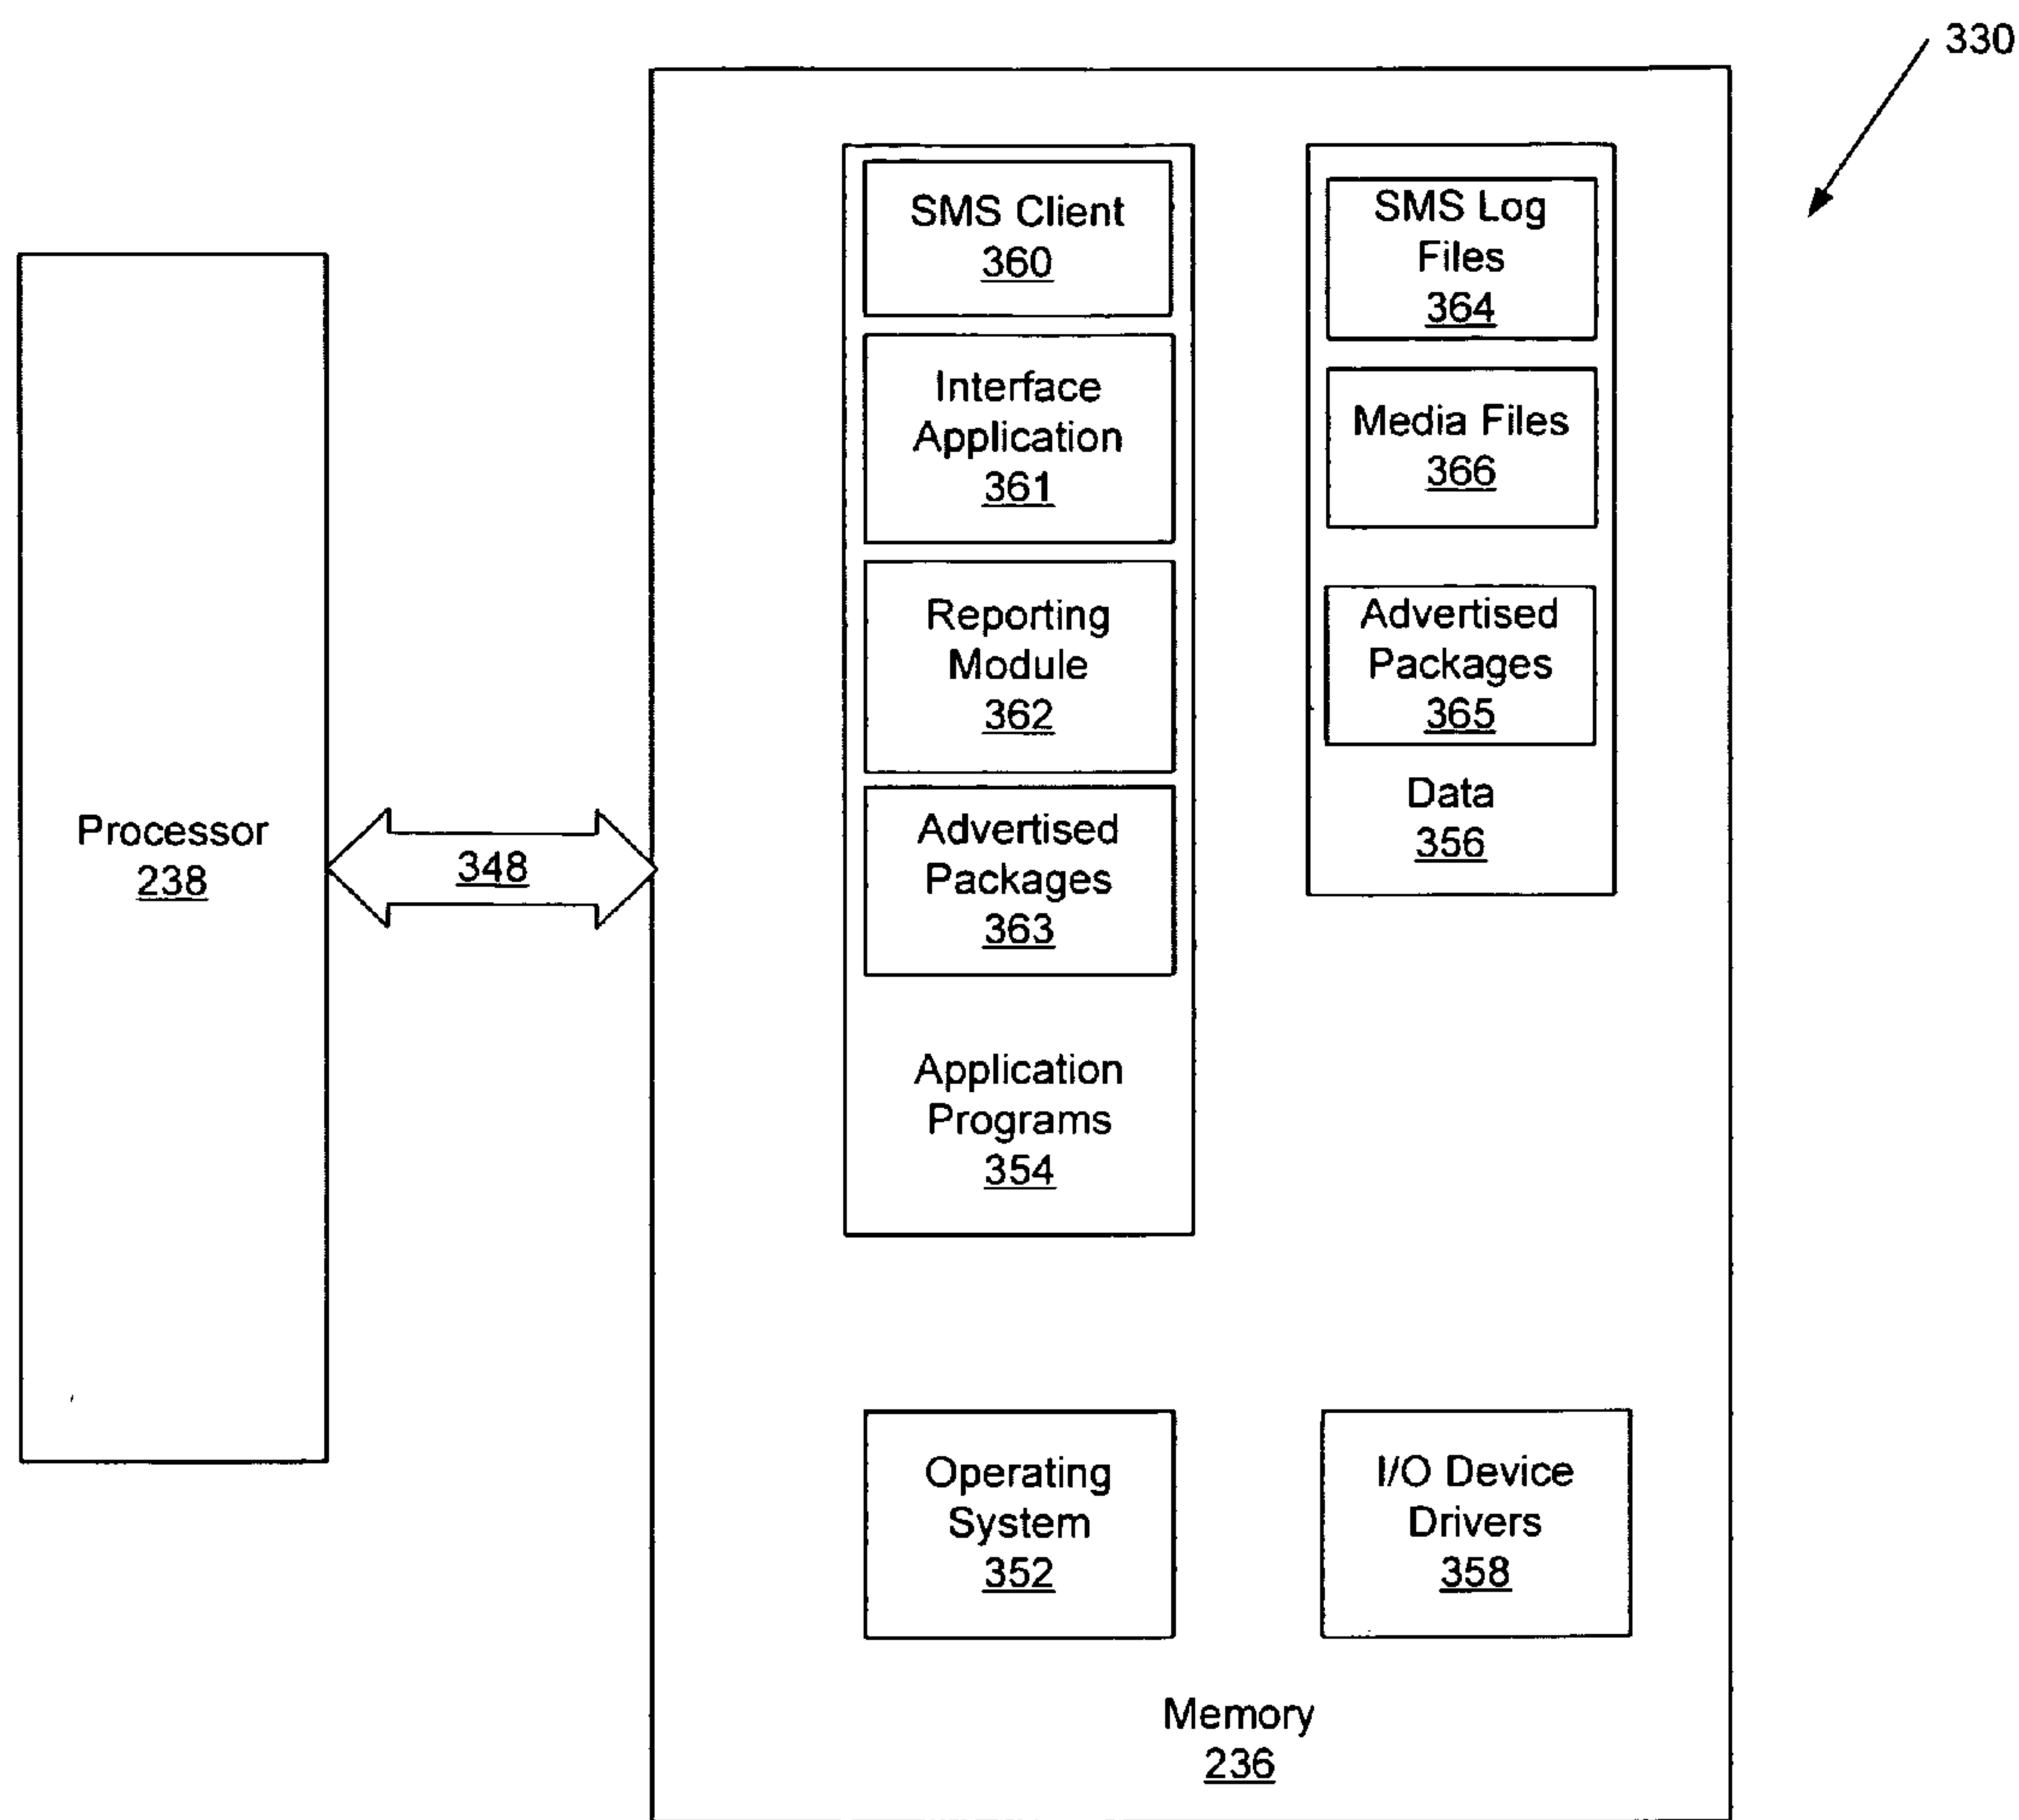 330
SMS Client
360
Interface
Application
361
Reporting
Module
362
Advertised
Packages
363
Application
Programs
354
SMS Log
Files
364
Media Files
366
Advertised
Packages
365
Data
356
Processor
238
348
Operating
System
352
I/O Device
Drivers
358
Memory
236